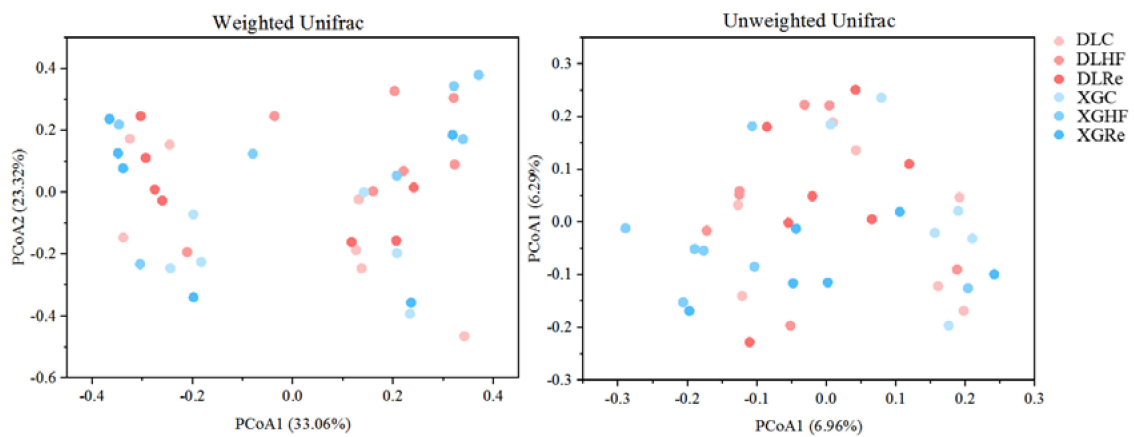 Weighted Unifrac
0.4
0.2
0.0
-0.2
-0.4
-0.6
PCoA2 (23.32%)
-0.4
-0.2
0.0
0.2
0.4
PCoA1 (33.06%)
Unweighted Unifrac
0.3
0.2
0.1
0.0
-0.1
-0.2
-0.3
PCoA1 (6.29%)
-0.3
-0.2
-0.1
0.0
0.1
0.2
0.3
PCoA1 (6.96%)
DLC
DLHF
DLRe
XGC
XGHF
XGRe